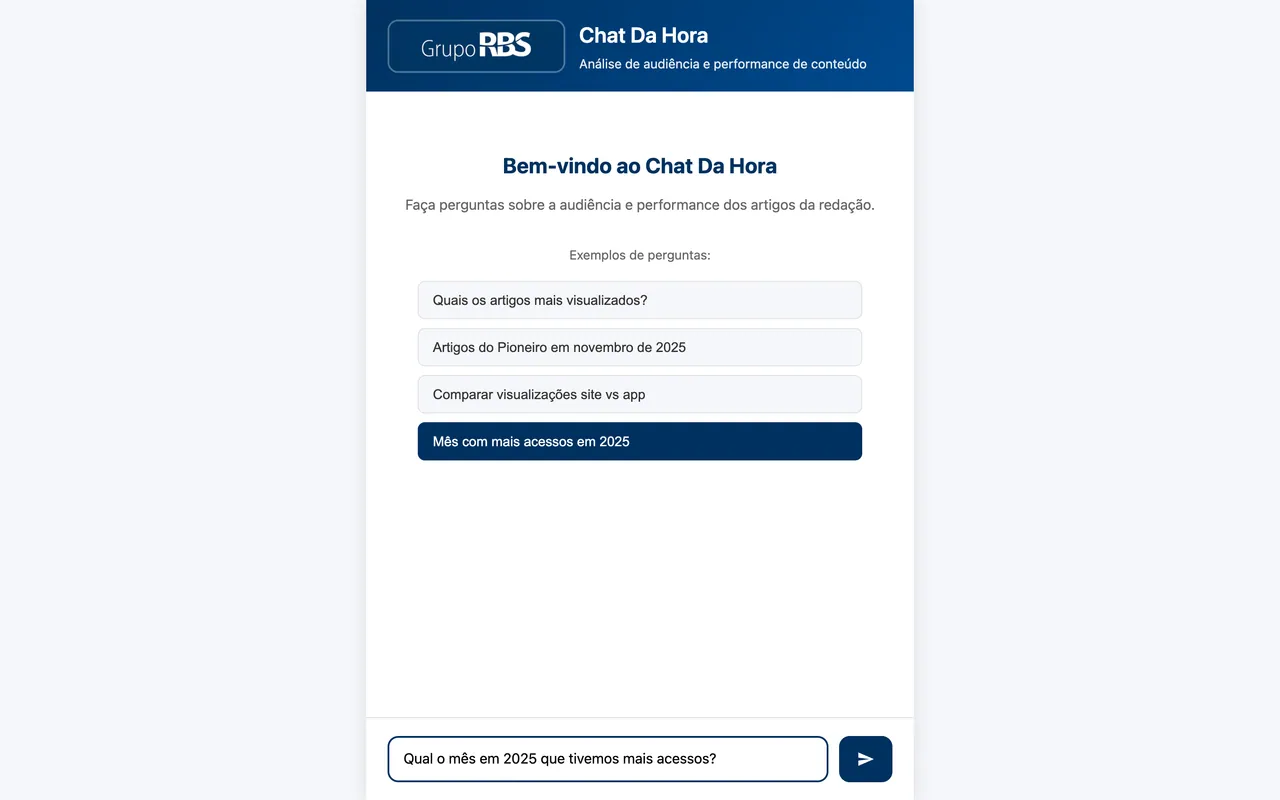 Grupo RBS
Chat Da Hora
Análise de audiência e performance de conteúdo
Bem-vindo ao Chat Da Hora
Faça perguntas sobre a audiência e performance dos artigos da redação.
Exemplos de perguntas:
Quais os artigos mais visualizados?
Artigos do Pioneiro em novembro de 2025
Comparar visualizações site vs app
Mês com mais acessos em 2025
Qual o mês em 2025 que tivemos mais acessos?